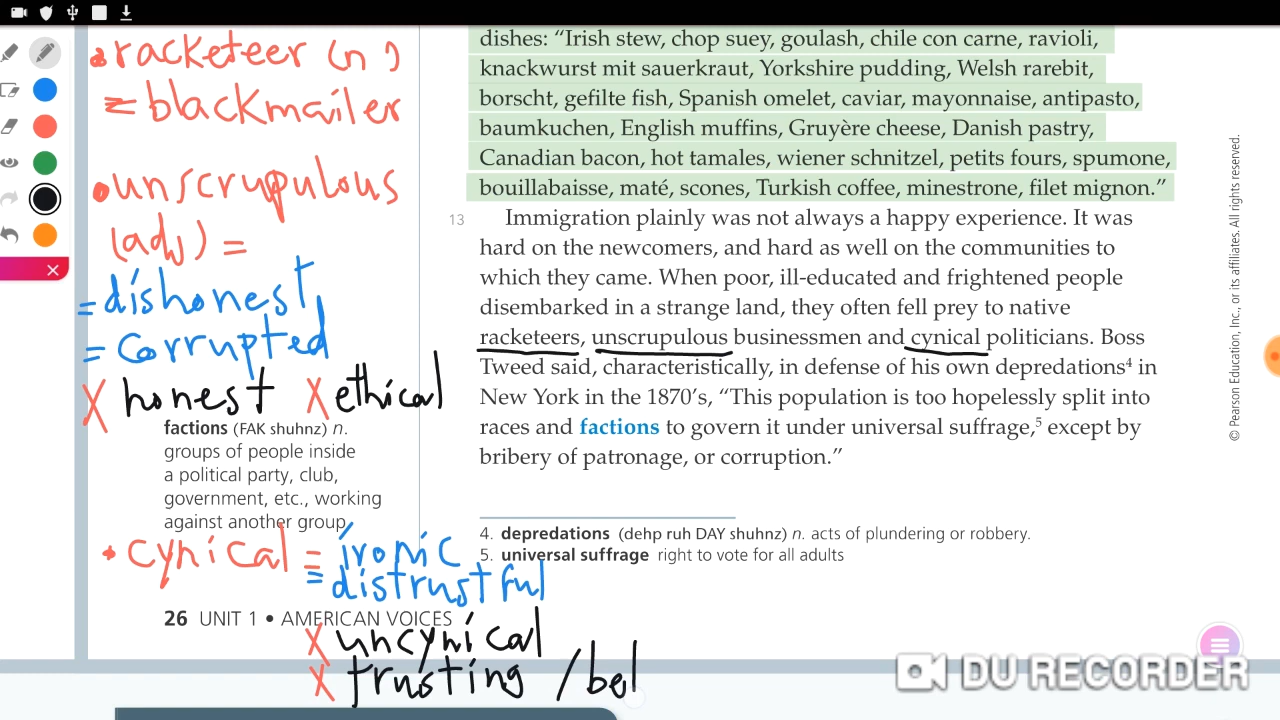 • racketeer (n)
= blackmailer
• unscrupulous
(adj) =
= dishonest
= corrupted
X honest X ethical
factions (FAK shuhnz) n.
groups of people inside
a political party, club,
government, etc., working
against another group
• cynical = ironic
= distrustful
26 UNIT 1 • AMERICAN VOICES
X uncynical
X trusting / bel
dishes: “Irish stew, chop suey, goulash, chile con carne, ravioli,
knackwurst mit sauerkraut, Yorkshire pudding, Welsh rarebit,
borscht, gefilte fish, Spanish omelet, caviar, mayonnaise, antipasto,
baumkuchen, English muffins, Gruyère cheese, Danish pastry,
Canadian bacon, hot tamales, wiener schnitzel, petits fours, spumone,
bouillabaisse, maté, scones, Turkish coffee, minestrone, filet mignon.”
13 Immigration plainly was not always a happy experience. It was
hard on the newcomers, and hard as well on the communities to
which they came. When poor, ill-educated and frightened people
disembarked in a strange land, they often fell prey to native
racketeers, unscrupulous businessmen and cynical politicians. Boss
Tweed said, characteristically, in defense of his own depredations⁴ in
New York in the 1870’s, “This population is too hopelessly split into
races and factions to govern it under universal suffrage,⁵ except by
bribery of patronage, or corruption.”
4. depredations (dehp ruh DAY shuhnz) n. acts of plundering or robbery.
5. universal suffrage right to vote for all adults
© Pearson Education, Inc., or its affiliates. All rights reserved.
DU RECORDER